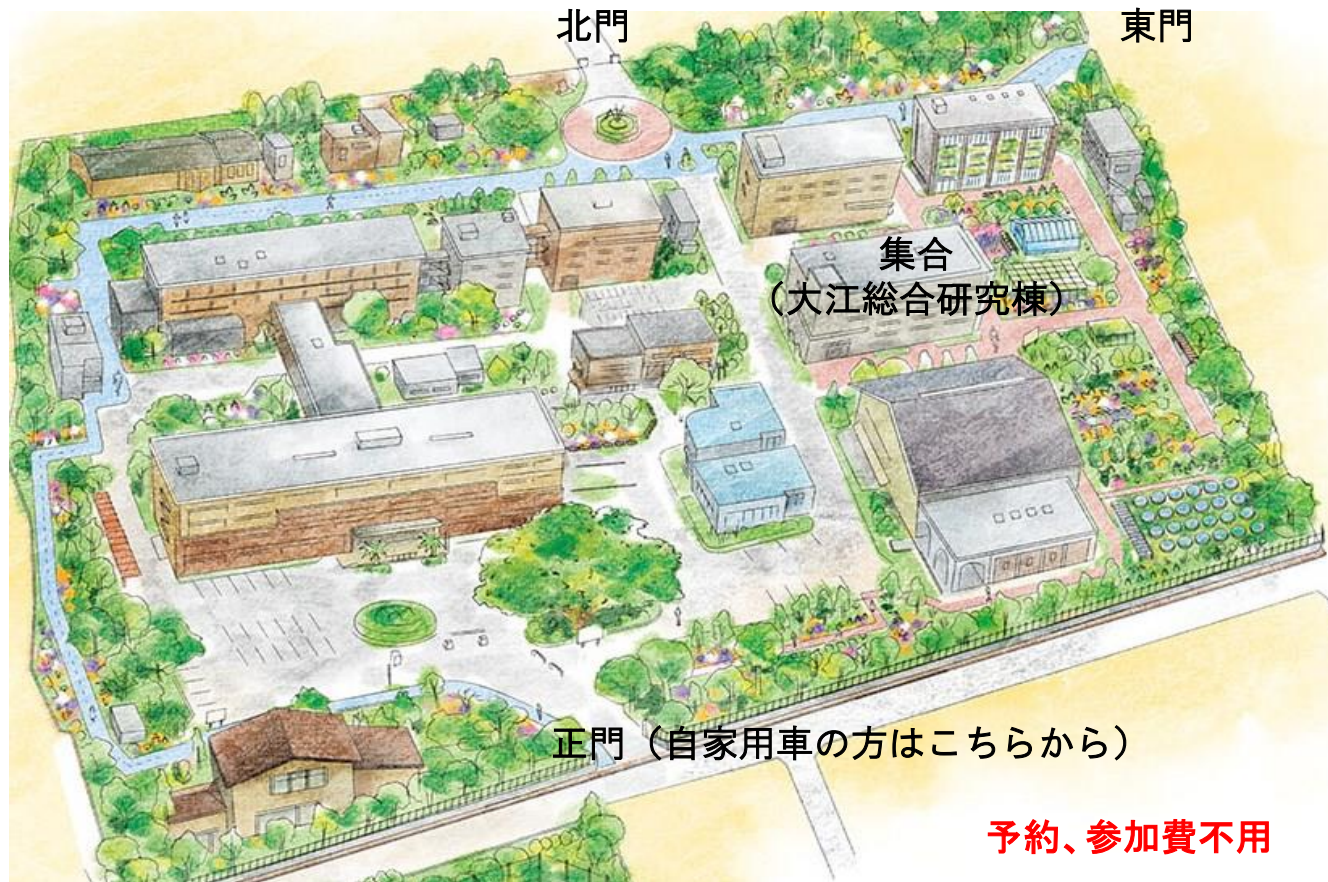 北門
東門
集合
（大江総合研究棟）
正門（自家用車の方はこちらから）
予約、参加費不用